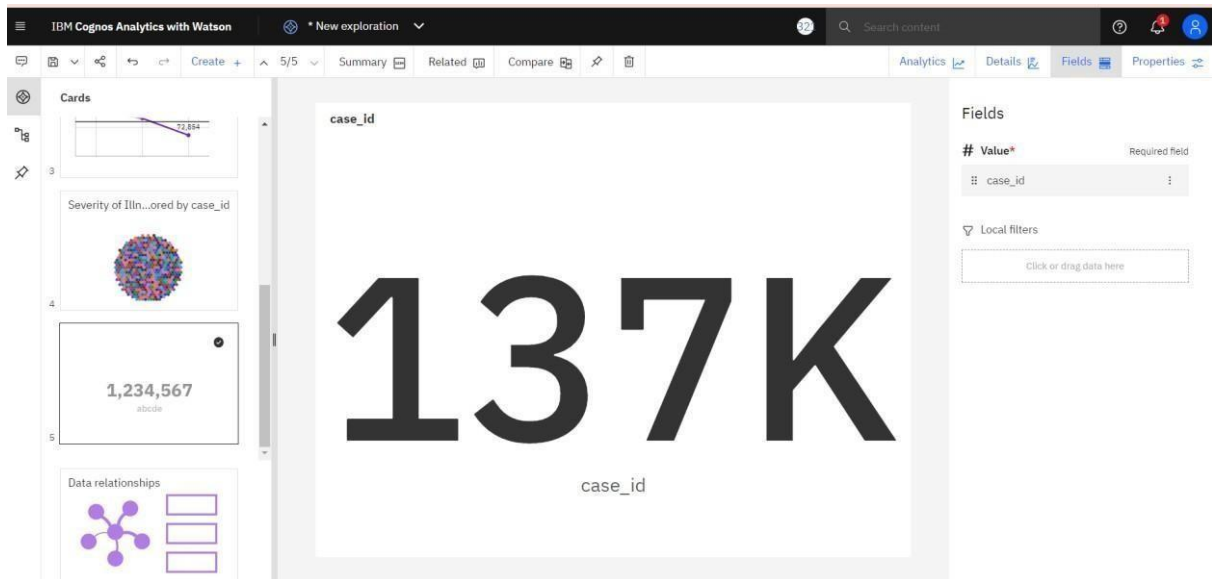 IBM Cognos Analytics with Watson
* New exploration
32
Search content
1
Create +
5/5
Summary
Related
Compare
Analytics
Details
Fields
Properties
Cards
72,854
3
Severity of Illn...ored by case_id
4
1,234,567
abcde
5
Data relationships
case_id
137K
case_id
Fields
# Value*
Required field
case_id
Local filters
Click or drag data here